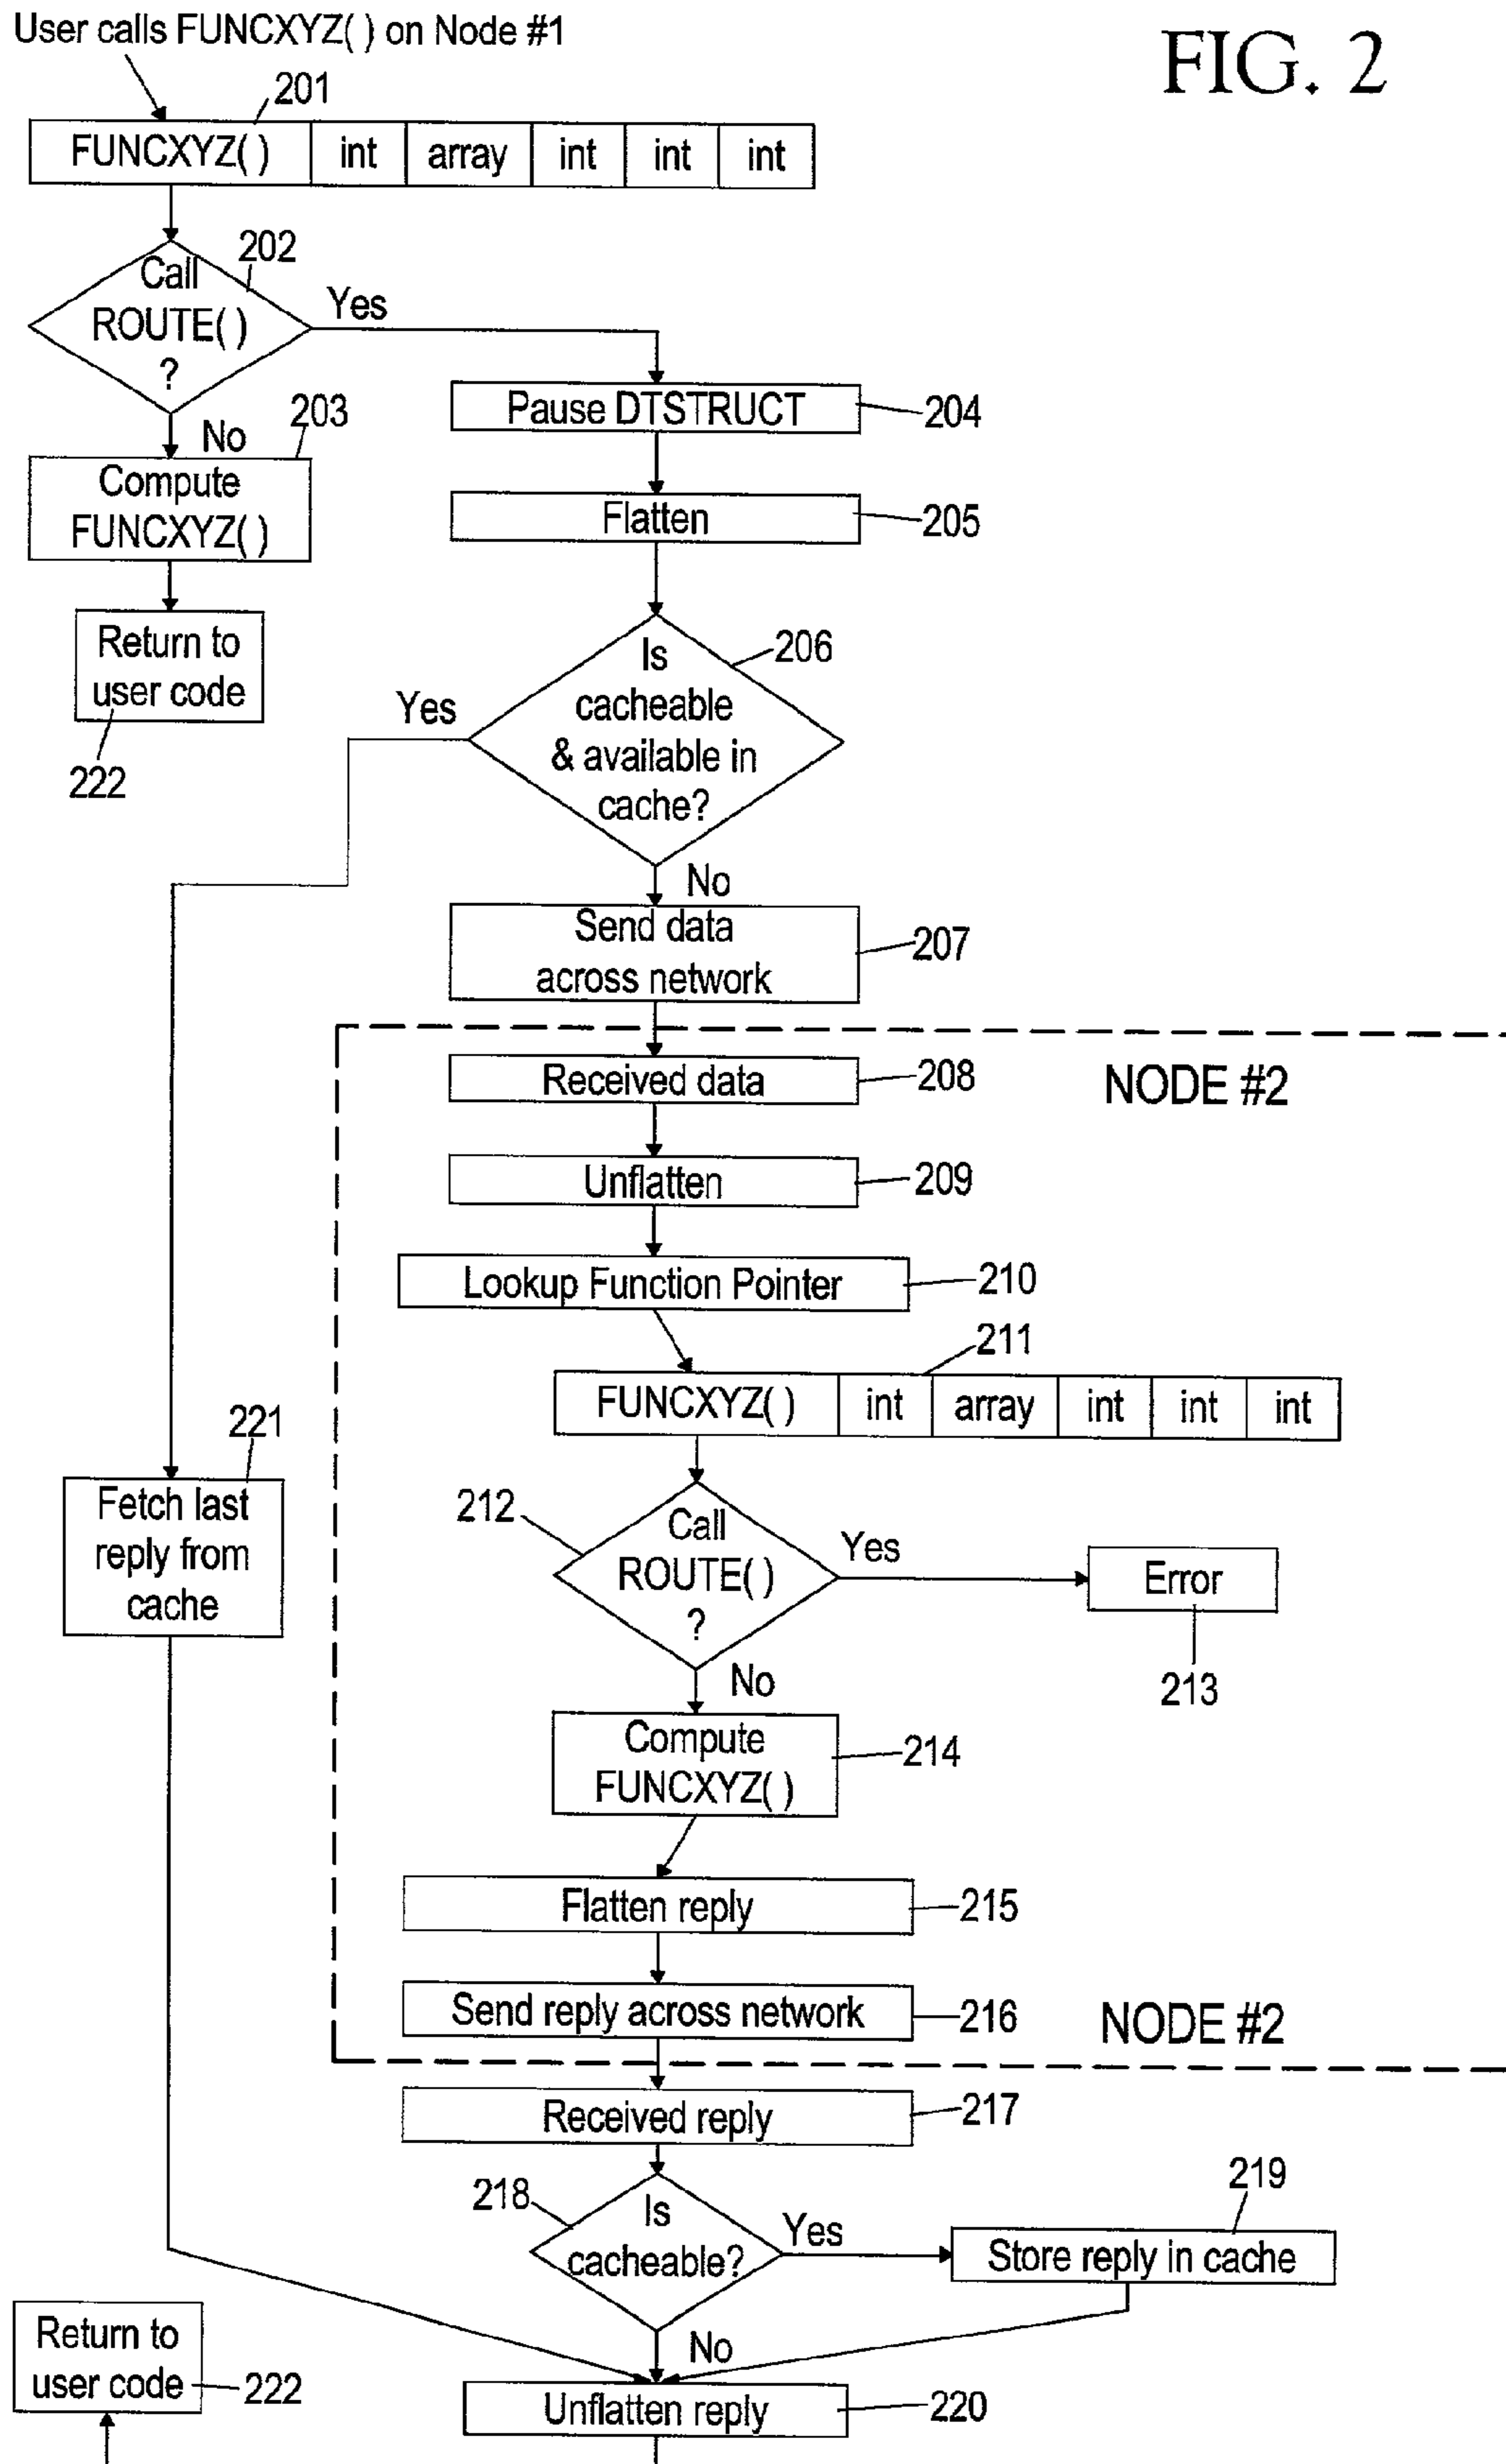 User calls FUNCXYZ( ) on Node #1
FIG. 2
201
FUNCXYZ( ) int array int int int
202
Call
ROUTE( )
?
Yes
No
203
Compute
FUNCXYZ( )
Return to
user code
222
Pause DTSTRUCT
204
Flatten
205
Is
cacheable
& available in
cache?
206
Yes
No
Send data
across network
207
NODE #2
Received data
208
Unflatten
209
Lookup Function Pointer
210
211
FUNCXYZ( ) int array int int int
221
Fetch last
reply from
cache
212
Call
ROUTE( )
?
Yes
Error
213
No
Compute
FUNCXYZ( )
214
Flatten reply
215
Send reply across network
216
NODE #2
Received reply
217
218
Is
cacheable?
Yes
219
Store reply in cache
No
Return to
user code
222
Unflatten reply
220